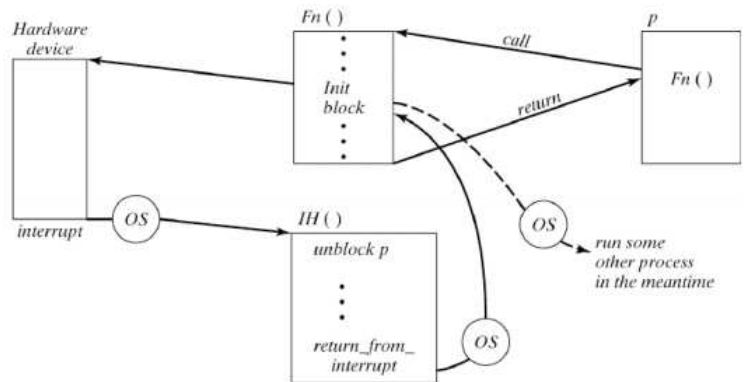 Hardware
device
Fn ( )
p
call
Init
block
return
Fn ( )
interrupt
OS
IH ( )
unblock p
return_from_
interrupt
OS
OS
run some
other process
in the meantime